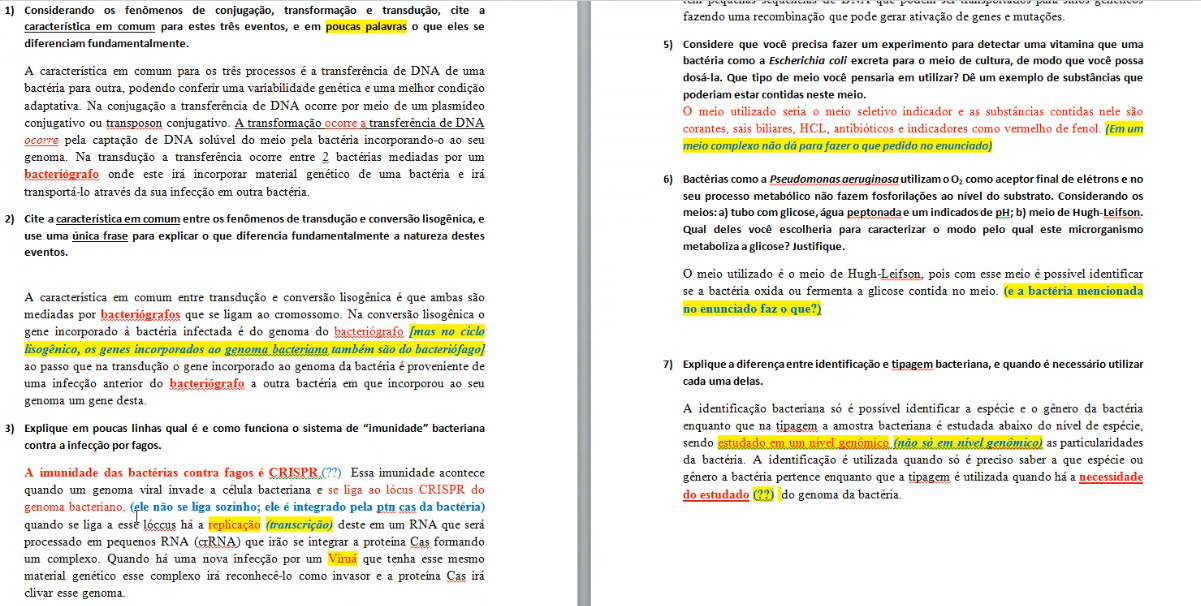 1) Considerando os fenômenos de conjugação, transformação e transdução, cite a
característica em comum para estes três eventos, e em poucas palavras o que eles se
diferenciam fundamentalmente.
A característica em comum para os três processos é a transferência de DNA de uma
bactéria para outra, podendo conferir uma variabilidade genética e uma melhor condição
adaptativa. Na conjugação a transferência de DNA ocorre por meio de um plasmídeo
conjugativo ou transposon conjugativo. A transformação ocorre a transferência de DNA
ocorre pela captação de DNA solúvel do meio pela bactéria incorporando-o ao seu
genoma. Na transdução a transferência ocorre entre 2 bactérias mediadas por um
bacteriógrafo onde este irá incorporar material genético de uma bactéria e irá
transportá-lo através da sua infecção em outra bactéria.
2) Cite a característica em comum entre os fenômenos de transdução e conversão lisogênica, e
use uma única frase para explicar o que diferencia fundamentalmente a natureza destes
eventos.
A característica em comum entre transdução e conversão lisogênica é que ambas são
mediadas por bacteriógrafos que se ligam ao cromossomo. Na conversão lisogênica o
gene incorporado à bactéria infectada é do genoma do bacteriógrafo [mas no ciclo
lisogênico, os genes incorporados ao genoma bacteriana também são do bacteriófago]
ao passo que na transdução o gene incorporado ao genoma da bactéria é proveniente de
uma infecção anterior do bacteriógrafo a outra bactéria em que incorporou ao seu
genoma um gene desta.
3) Explique em poucas linhas qual é e como funciona o sistema de "imunidade" bacteriana
contra a infecção por fagos.
A imunidade das bactérias contra fagos é CRISPR.(??) Essa imunidade acontece
quando um genoma viral invade a célula bacteriana e se liga ao lócus CRISPR do
genoma bacteriano, (ele não se liga sozinho; ele é integrado pela ptn cas da bactéria)
quando se liga a esse lóccus há a replicação (transcrição) deste em um RNA que será
processado em pequenos RNA (crRNA) que irão se integrar a proteína Cas formando
um complexo. Quando há uma nova infecção por um Viruá que tenha esse mesmo
material genético esse complexo irá reconhecê-lo como invasor e a proteína Cas irá
clivar esse genoma.
fazendo uma recombinação que pode gerar ativação de genes e mutações.
5) Considere que você precisa fazer um experimento para detectar uma vitamina que uma
bactéria como a Escherichia coli excreta para o meio de cultura, de modo que você possa
dosá-la. Que tipo de meio você pensaria em utilizar? Dê um exemplo de substâncias que
poderiam estar contidas neste meio.
O meio utilizado seria o meio seletivo indicador e as substâncias contidas nele são
corantes, sais biliares, HCL, antibióticos e indicadores como vermelho de fenol. (Em um
meio complexo não dá para fazer o que pedido no enunciado)
6) Bactérias como a Pseudomonas aeruginosa utilizam o O₂ como aceptor final de elétrons e no
seu processo metabólico não fazem fosforilações ao nível do substrato. Considerando os
meios: a) tubo com glicose, água peptonada e um indicados de pH; b) meio de Hugh-Leifson.
Qual deles você escolheria para caracterizar o modo pelo qual este microrganismo
metaboliza a glicose? Justifique.
O meio utilizado é o meio de Hugh-Leifson, pois com esse meio é possível identificar
se a bactéria oxida ou fermenta a glicose contida no meio. (e a bactéria mencionada
no enunciado faz o que?)
7) Explique a diferença entre identificação e tipagem bacteriana, e quando é necessário utilizar
cada uma delas.
A identificação bacteriana só é possível identificar a espécie e o gênero da bactéria
enquanto que na tipagem a amostra bacteriana é estudada abaixo do nível de espécie,
sendo estudado em um nível genômico (não só em nível genômico) as particularidades
da bactéria. A identificação é utilizada quando só é preciso saber a que espécie ou
gênero a bactéria pertence enquanto que a tipagem é utilizada quando há a necessidade
do estudado (??) do genoma da bactéria.